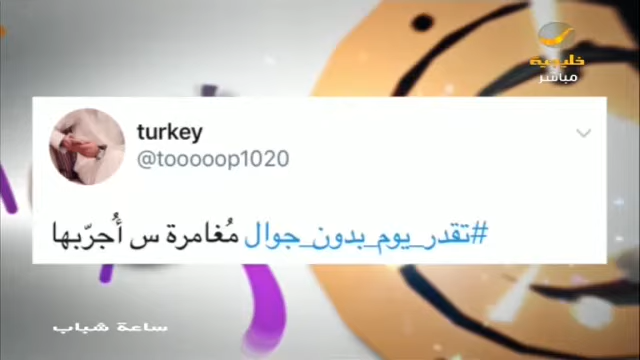 خليجية
مباشر
turkey
@tooooop1020
#تقدر_يوم_بدون_جوال مُغامرة س أُجرّبها
ساعة شباب